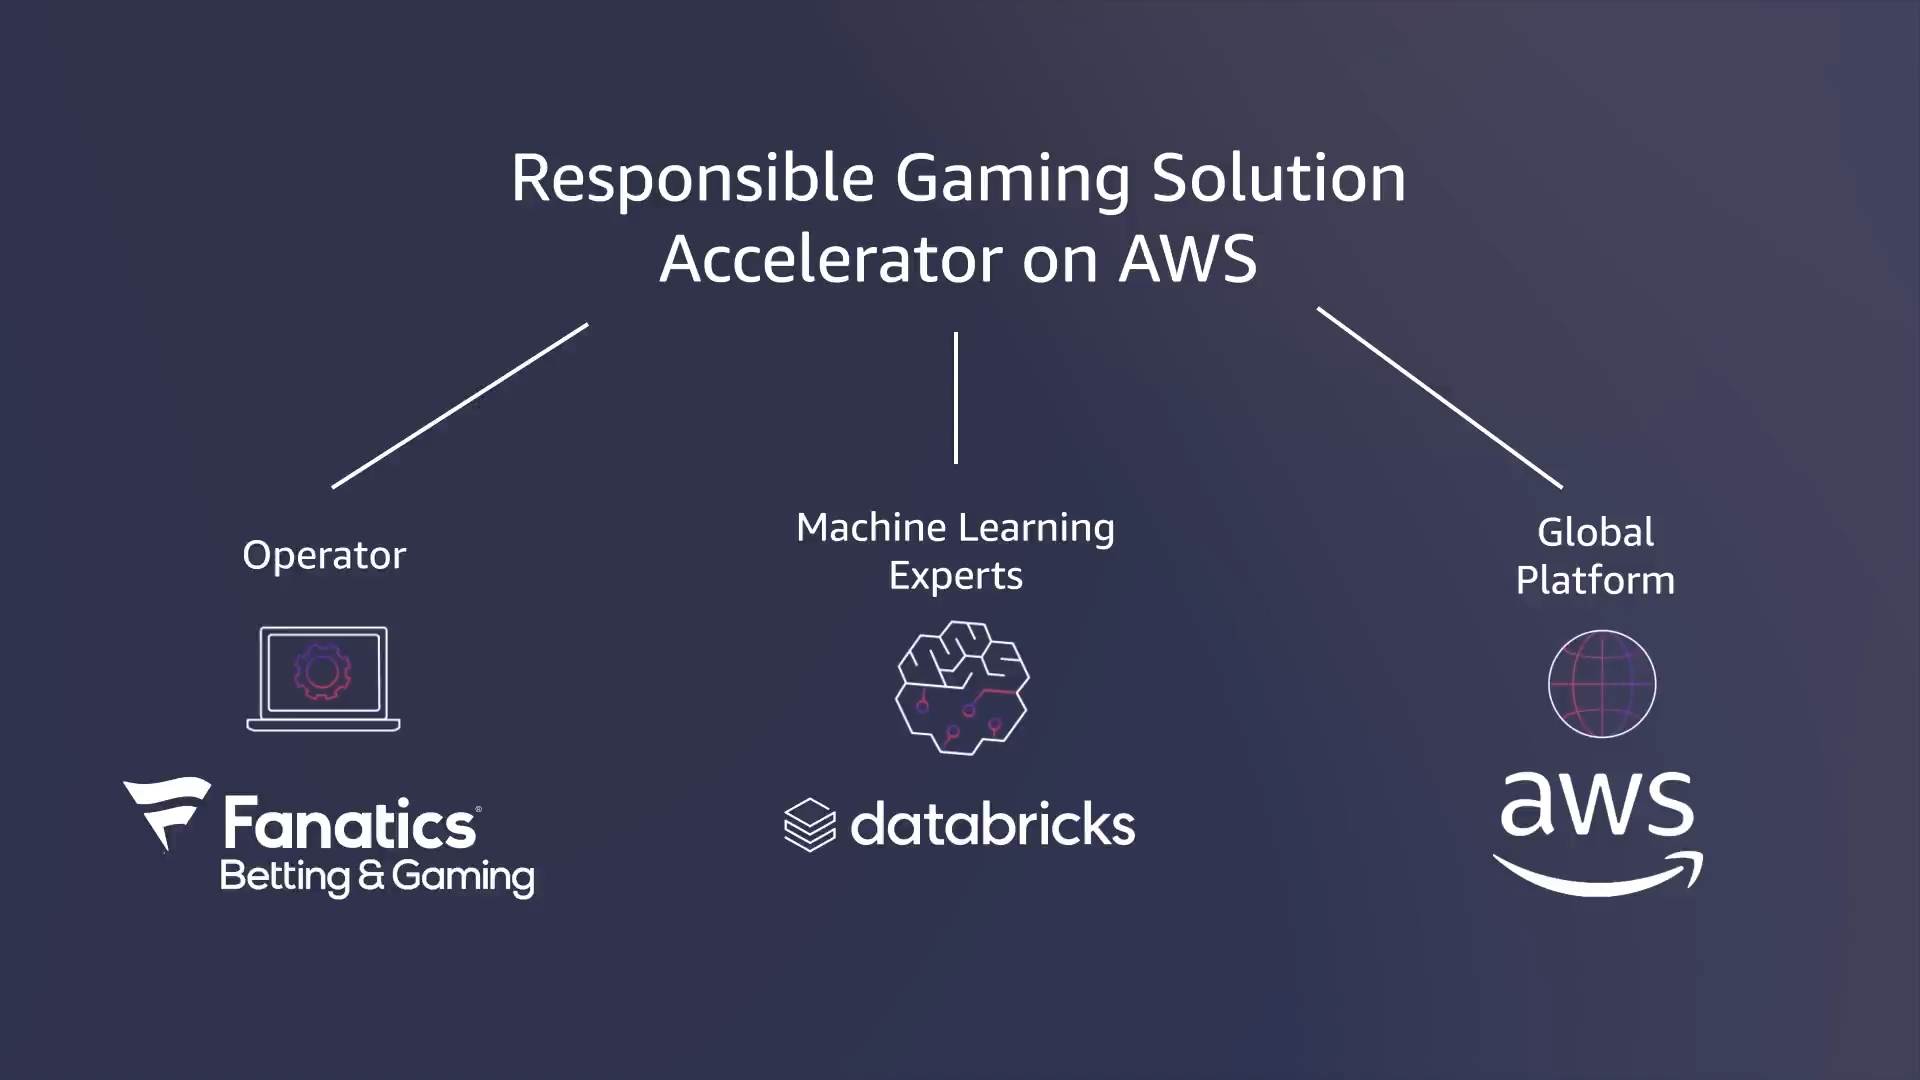 Responsible Gaming Solution
Accelerator on AWS
Operator
Machine Learning
Experts
Global
Platform
Fanatics®
Betting & Gaming
databricks
aws